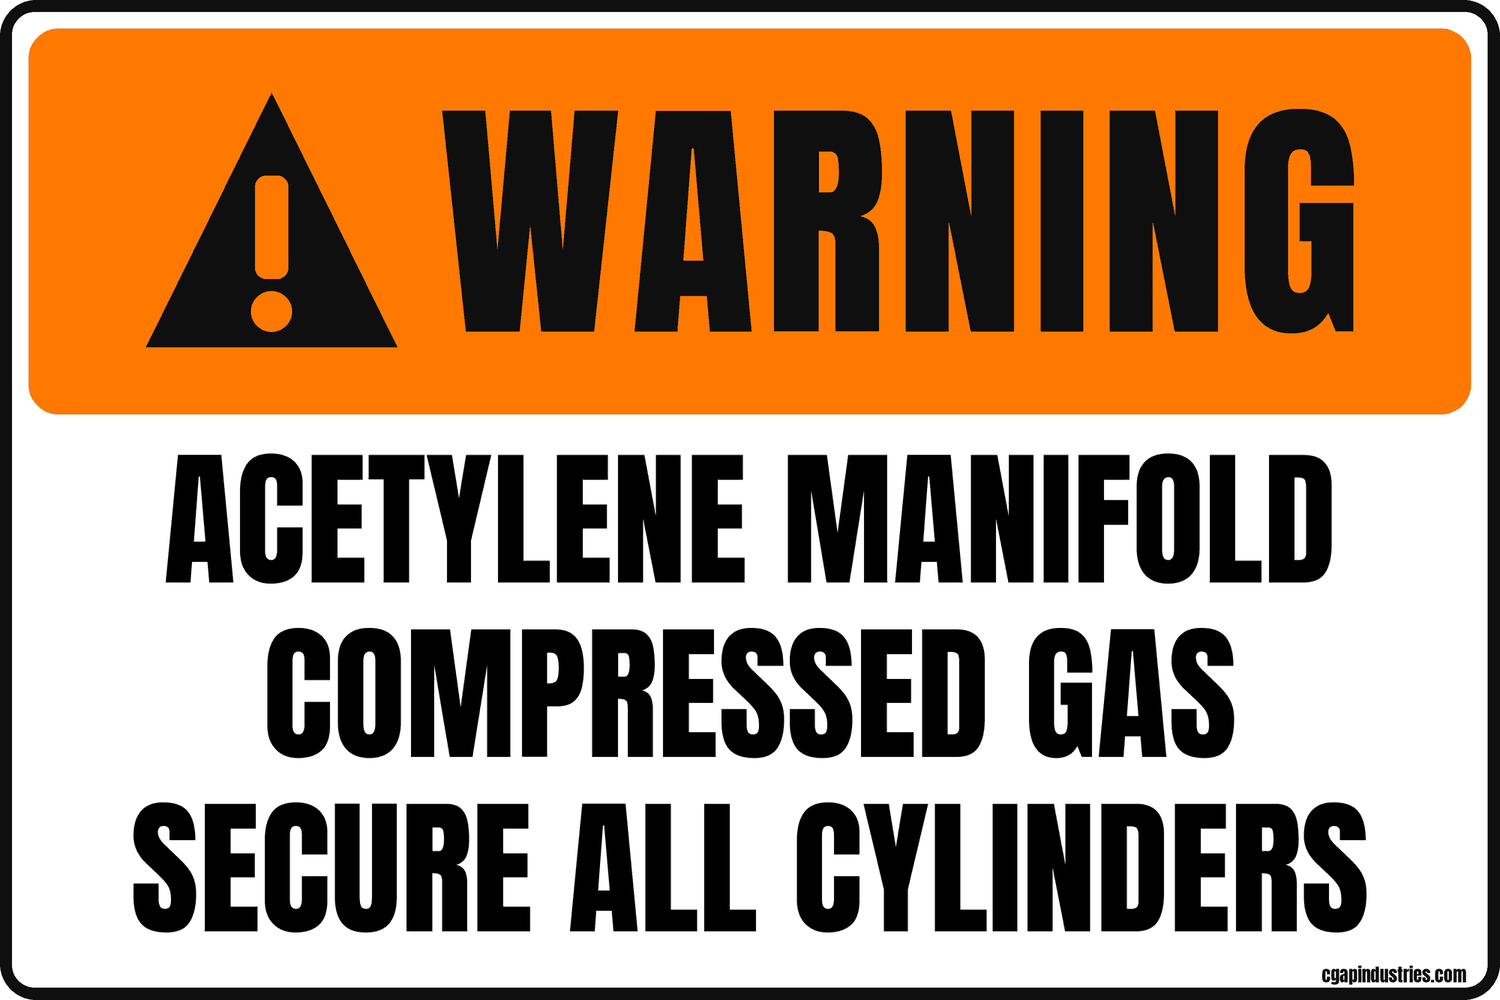 WARNING
ACETYLENE MANIFOLD
COMPRESSED GAS
SECURE ALL CYLINDERS
cgapindustries.com